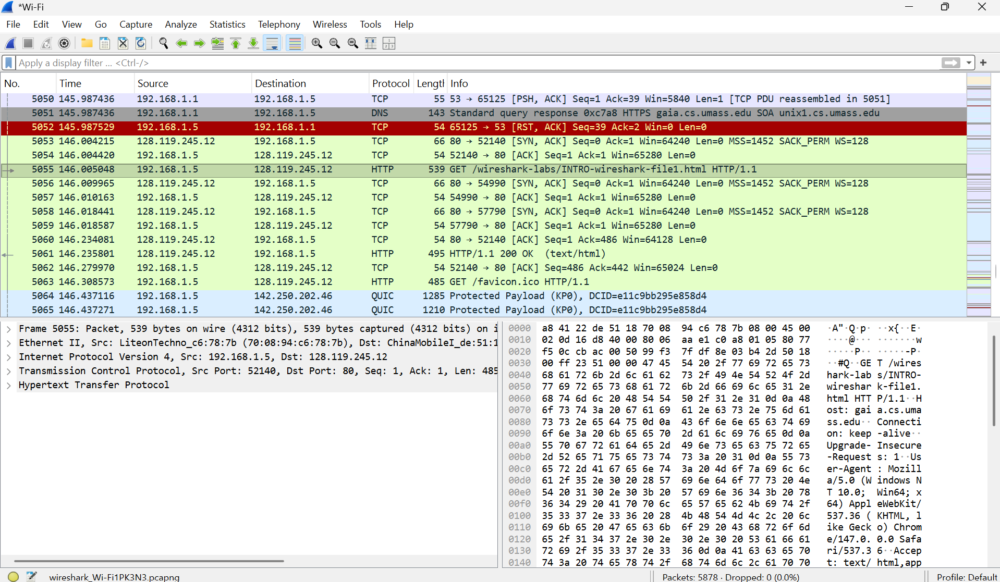 *Wi-Fi
File Edit View Go Capture Analyze Statistics Telephony Wireless Tools Help
Apply a display filter ... <Ctrl-/>
No. Time Source Destination Protocol Length Info
5050 145.987436 192.168.1.1 192.168.1.5 TCP 55 53 → 65125 [PSH, ACK] Seq=1 Ack=39 Win=5840 Len=1 [TCP PDU reassembled in 5051]
5051 145.987436 192.168.1.1 192.168.1.5 DNS 143 Standard query response 0xc7a8 HTTPS gaia.cs.umass.edu SOA unix1.cs.umass.edu
5052 145.987529 192.168.1.5 192.168.1.1 TCP 54 65125 → 53 [RST, ACK] Seq=39 Ack=2 Win=0 Len=0
5053 146.004215 128.119.245.12 192.168.1.5 TCP 66 80 → 52140 [SYN, ACK] Seq=0 Ack=1 Win=64240 Len=0 MSS=1452 SACK_PERM WS=128
5054 146.004420 192.168.1.5 128.119.245.12 TCP 54 52140 → 80 [ACK] Seq=1 Ack=1 Win=65280 Len=0
5055 146.005048 192.168.1.5 128.119.245.12 HTTP 539 GET /wireshark-labs/INTRO-wireshark-file1.html HTTP/1.1
5056 146.009965 128.119.245.12 192.168.1.5 TCP 66 80 → 54990 [SYN, ACK] Seq=0 Ack=1 Win=64240 Len=0 MSS=1452 SACK_PERM WS=128
5057 146.010163 192.168.1.5 128.119.245.12 TCP 54 54990 → 80 [ACK] Seq=1 Ack=1 Win=65280 Len=0
5058 146.018441 128.119.245.12 192.168.1.5 TCP 66 80 → 57790 [SYN, ACK] Seq=0 Ack=1 Win=64240 Len=0 MSS=1452 SACK_PERM WS=128
5059 146.018587 192.168.1.5 128.119.245.12 TCP 54 57790 → 80 [ACK] Seq=1 Ack=1 Win=65280 Len=0
5060 146.234081 128.119.245.12 192.168.1.5 TCP 54 80 → 52140 [ACK] Seq=1 Ack=486 Win=64128 Len=0
5061 146.235801 128.119.245.12 192.168.1.5 HTTP 495 HTTP/1.1 200 OK (text/html)
5062 146.279970 192.168.1.5 128.119.245.12 TCP 54 52140 → 80 [ACK] Seq=486 Ack=442 Win=65024 Len=0
5063 146.308573 192.168.1.5 128.119.245.12 HTTP 485 GET /favicon.ico HTTP/1.1
5064 146.437116 192.168.1.5 142.250.202.46 QUIC 1285 Protected Payload (KP0), DCID=e11c9bb295e858d4
5065 146.437271 192.168.1.5 142.250.202.46 QUIC 1210 Protected Payload (KP0), DCID=e11c9bb295e858d4
Frame 5055: Packet, 539 bytes on wire (4312 bits), 539 bytes captured (4312 bits) on i
Ethernet II, Src: LiteonTechno_c6:78:7b (70:08:94:c6:78:7b), Dst: ChinaMobileI_de:51:1
Internet Protocol Version 4, Src: 192.168.1.5, Dst: 128.119.245.12
Transmission Control Protocol, Src Port: 52140, Dst Port: 80, Seq: 1, Ack: 1, Len: 485
Hypertext Transfer Protocol
0000 a8 41 22 de 51 18 70 08 94 c6 78 7b 08 00 45 00 ·A"·Q·p· ··x{··E·
0010 02 0d 16 d8 40 00 80 06 aa e1 c0 a8 01 05 80 77 ····@··· ·······w
0020 f5 0c cb ac 00 50 99 f3 7f df 8e 03 b4 2d 50 18 ·····P·· ·····-P·
0030 00 ff 23 51 00 00 47 45 54 20 2f 77 69 72 65 73 ··#Q··GE T /wires
0040 68 61 72 6b 2d 6c 61 62 73 2f 49 4e 54 52 4f 2d hark-lab s/INTRO-
0050 77 69 72 65 73 68 61 72 6b 2d 66 69 6c 65 31 2e wireshar k-file1.
0060 68 74 6d 6c 20 48 54 54 50 2f 31 2e 31 0d 0a 48 html HTT P/1.1··H
0070 6f 73 74 3a 20 67 61 69 61 2e 63 73 2e 75 6d 61 ost: gai a.cs.uma
0080 73 73 2e 65 64 75 0d 0a 43 6f 6e 6e 65 63 74 69 ss.edu·· Connecti
0090 6f 6e 3a 20 6b 65 65 70 2d 61 6c 69 76 65 0d 0a on: keep -alive··
00a0 55 70 67 72 61 64 65 2d 49 6e 73 65 63 75 72 65 Upgrade- Insecure
00b0 2d 52 65 71 75 65 73 74 73 3a 20 31 0d 0a 55 73 -Request s: 1··Us
00c0 65 72 2d 41 67 65 6e 74 3a 20 4d 6f 7a 69 6c 6c er-Agent : Mozill
00d0 61 2f 35 2e 30 20 28 57 69 6e 64 6f 77 73 20 4e a/5.0 (W indows N
00e0 54 20 31 30 2e 30 3b 20 57 69 6e 36 34 3b 20 78 T 10.0; Win64; x
00f0 36 34 29 20 41 70 70 6c 65 57 65 62 4b 69 74 2f 64) Appl eWebKit/
0100 35 33 37 2e 33 36 20 28 4b 48 54 4d 4c 2c 20 6c 537.36 ( KHTML, l
0110 69 6b 65 20 47 65 63 6b 6f 29 20 43 68 72 6f 6d ike Geck o) Chrom
0120 65 2f 31 34 37 2e 30 2e 30 2e 30 20 53 61 66 61 e/147.0. 0.0 Safa
0130 72 69 2f 35 33 37 2e 33 36 0d 0a 41 63 63 65 70 ri/537.3 6··Accep
0140 74 3a 20 74 65 78 74 2f 68 74 6d 6c 2c 61 70 70 t: text/ html,app
wireshark_Wi-Fi1PK3N3.pcapng Packets: 5878 · Dropped: 0 (0.0%) Profile: Default